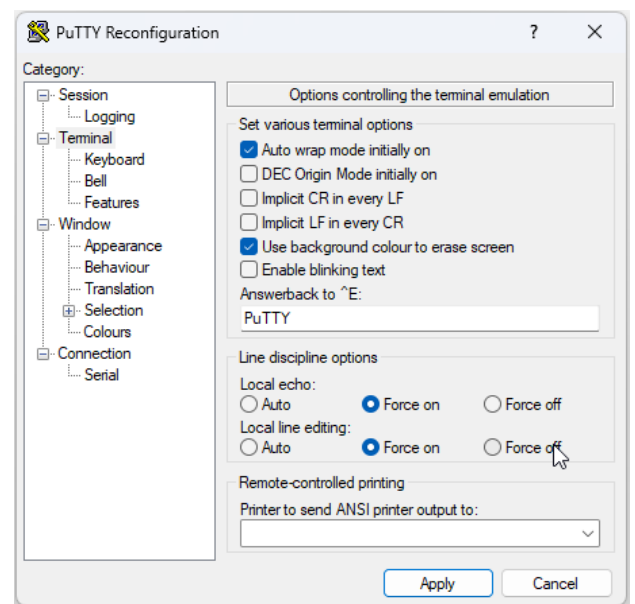 PuTTY Reconfiguration ? ×
Category:
Session
Logging
Terminal
Keyboard
Bell
Features
Window
Appearance
Behaviour
Translation
Selection
Colours
Connection
Serial
Options controlling the terminal emulation
Set various terminal options
Auto wrap mode initially on
DEC Origin Mode initially on
Implicit CR in every LF
Implicit LF in every CR
Use background colour to erase screen
Enable blinking text
Answerback to ^E:
PuTTY
Line discipline options
Local echo:
Auto Force on Force off
Local line editing:
Auto Force on Force off
Remote-controlled printing
Printer to send ANSI printer output to:
Apply Cancel